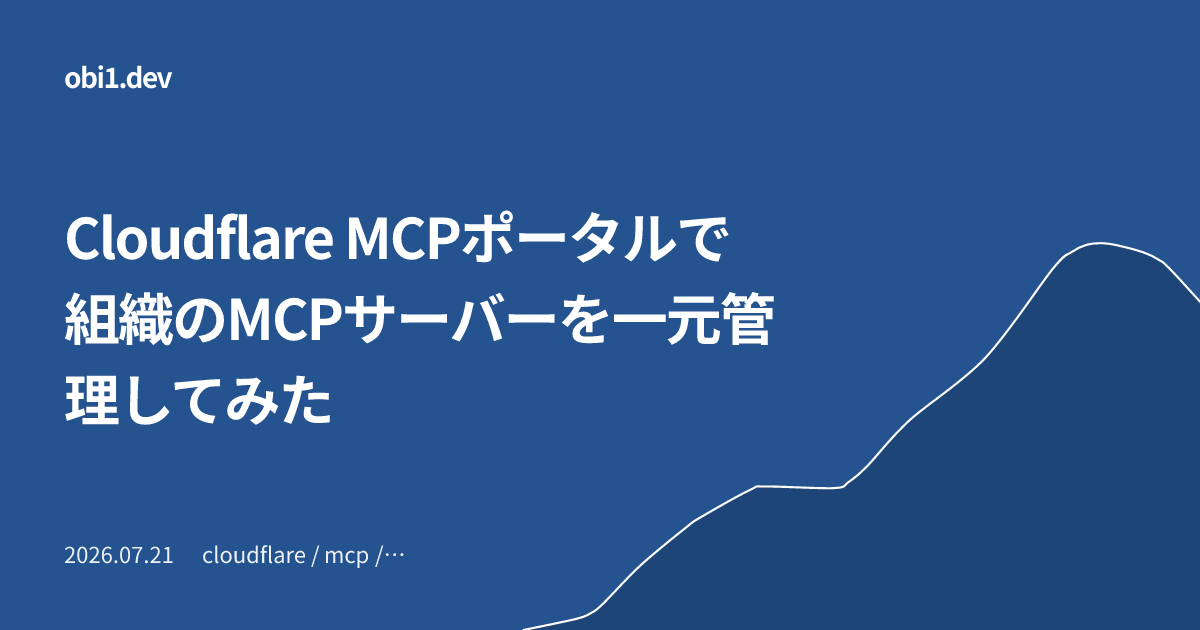 obi1.dev
Cloudflare MCPポータルで
組織のMCPサーバーを一元管
理してみた
2026.07.21 cloudflare / mcp /…